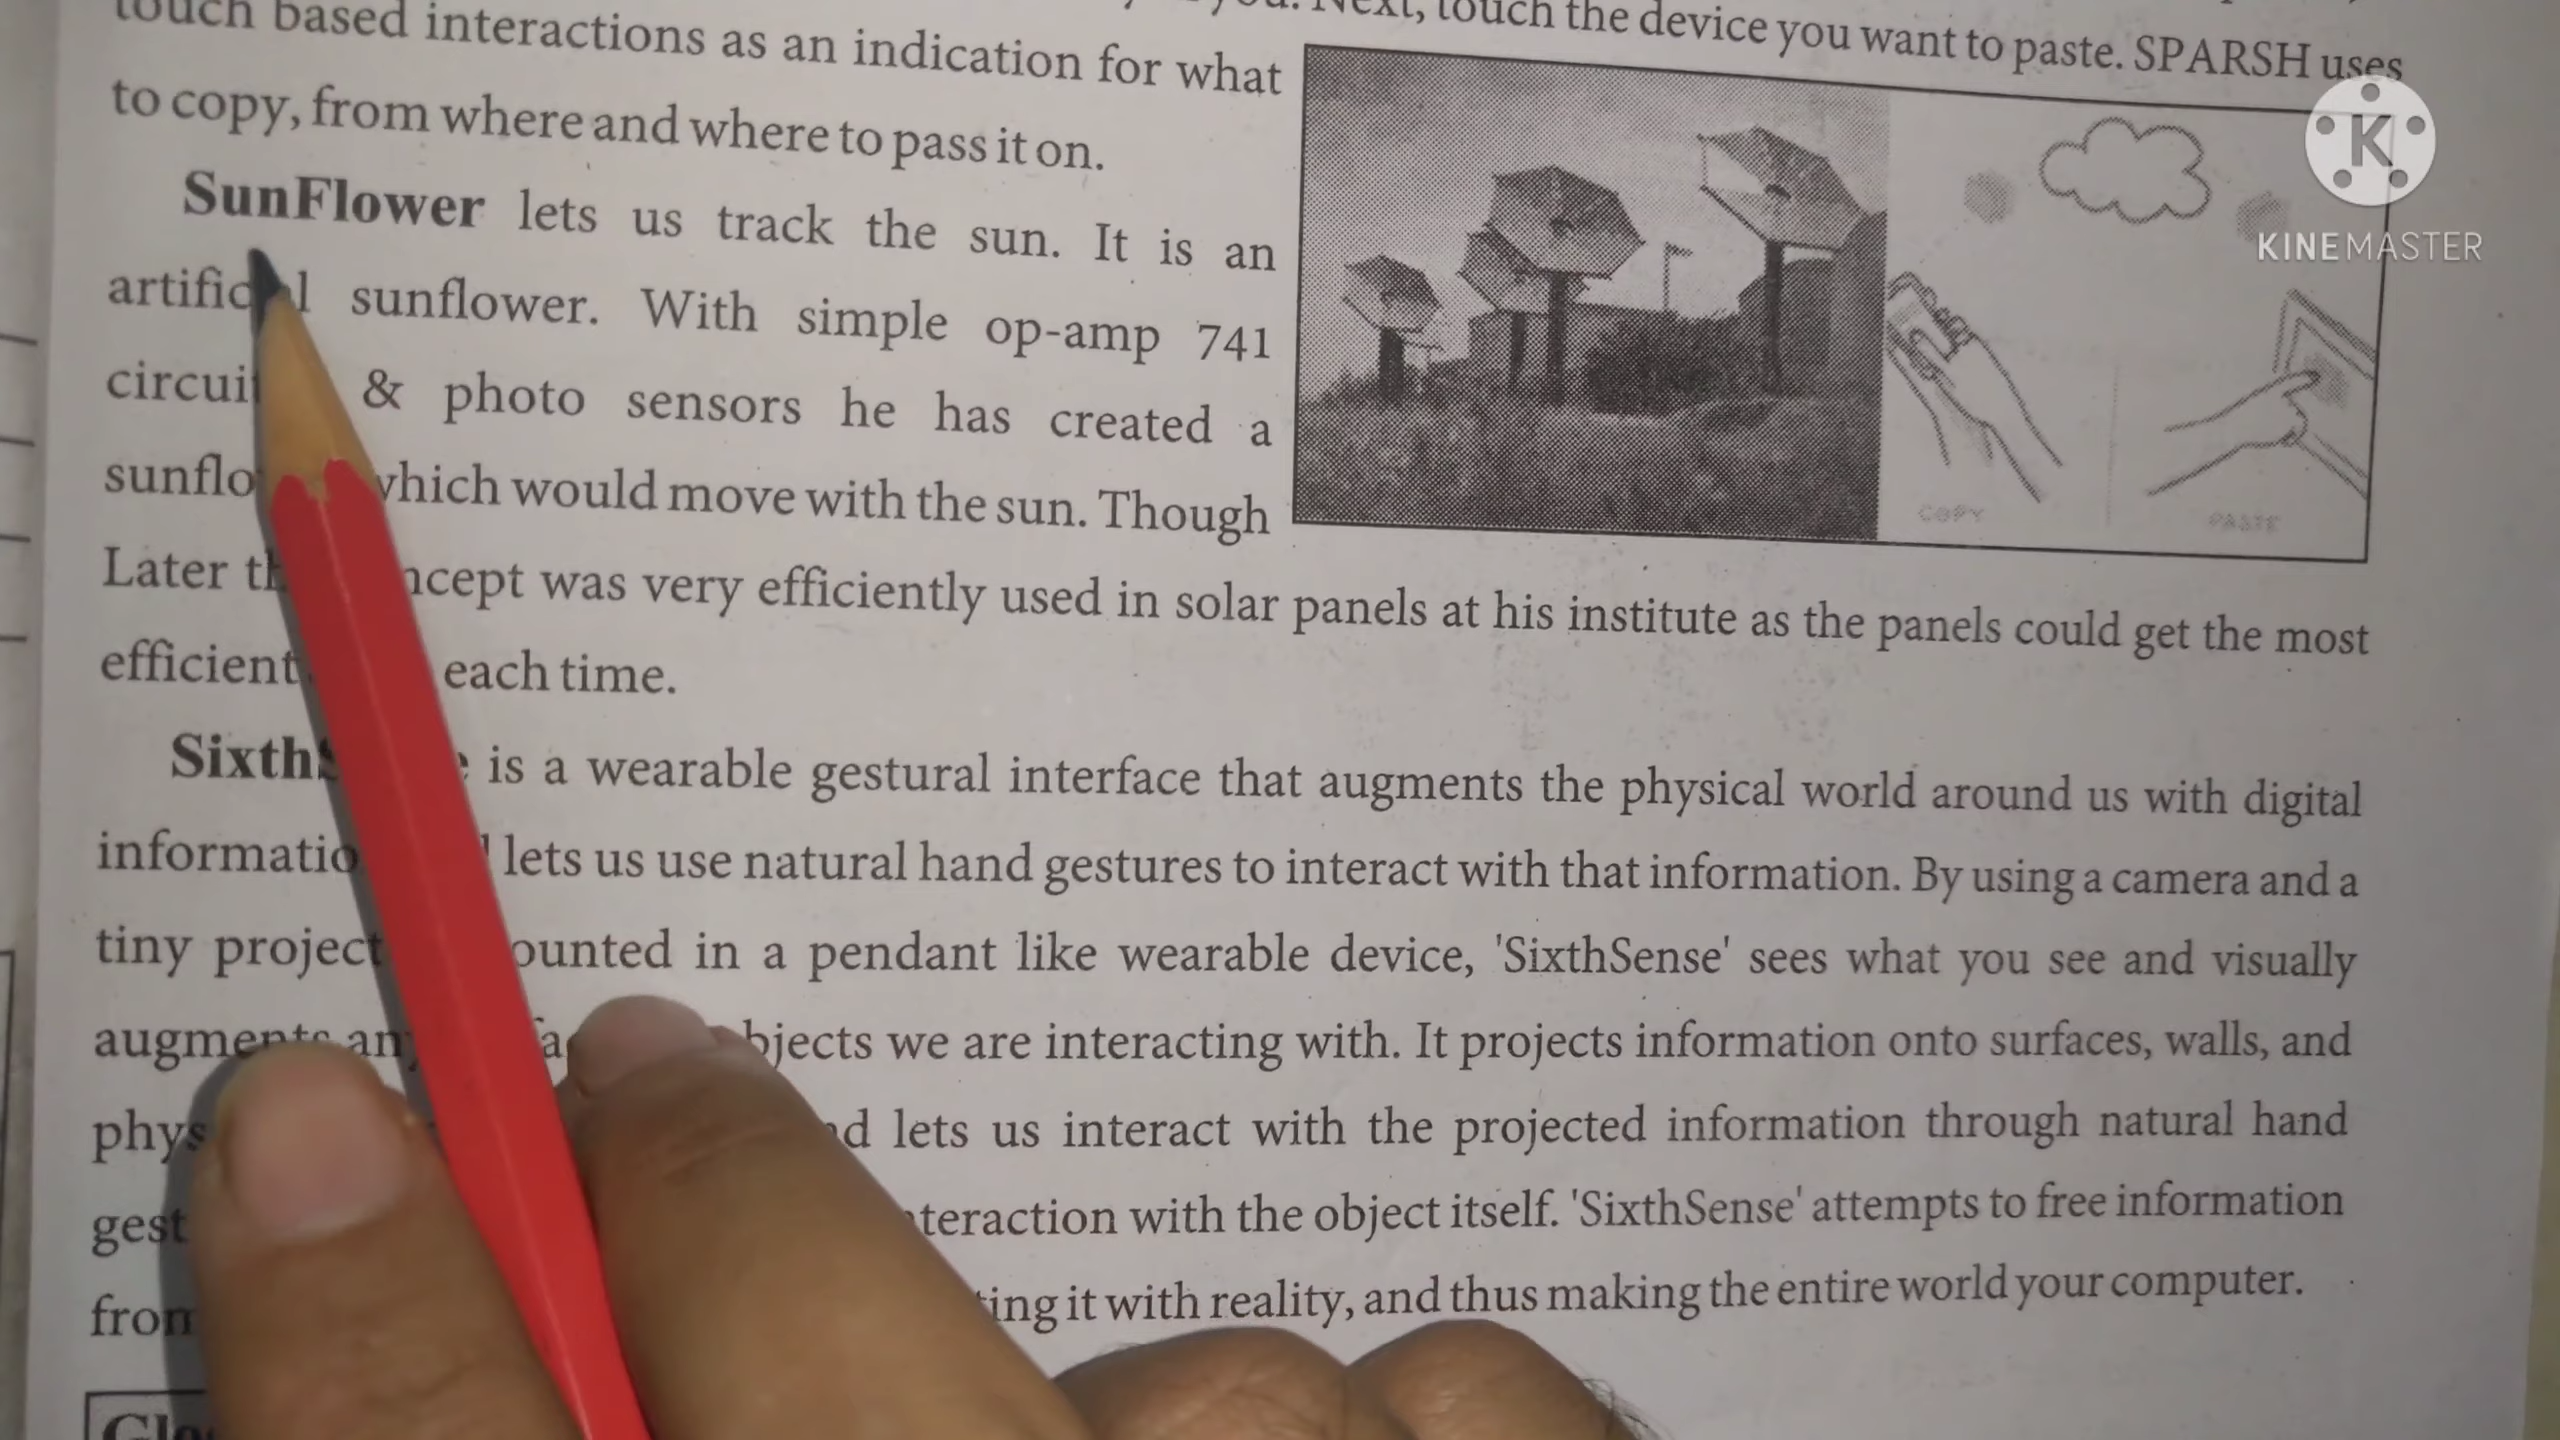 you. Next, touch the device you want to paste. SPARSH uses
touch based interactions as an indication for what
to copy, from where and where to pass it on.
SunFlower lets us track the sun. It is an
sunflower. With simple op-amp 741
& photo sensors he has created a
which would move with the sun. Though
Later was very efficiently used in solar panels at his institute as the panels could get the most
efficient each time.
is a wearable gestural interface that augments the physical world around us with digital
lets us use natural hand gestures to interact with that information. By using a camera and a
tiny in a pendant like wearable device, 'SixthSense' sees what you see and visually
augments we are interacting with. It projects information onto surfaces, walls, and
lets us interact with the projected information through natural hand
with the object itself. 'SixthSense' attempts to free information
it with reality, and thus making the entire world your computer.
COPY
PASTE
K
KINEMASTER